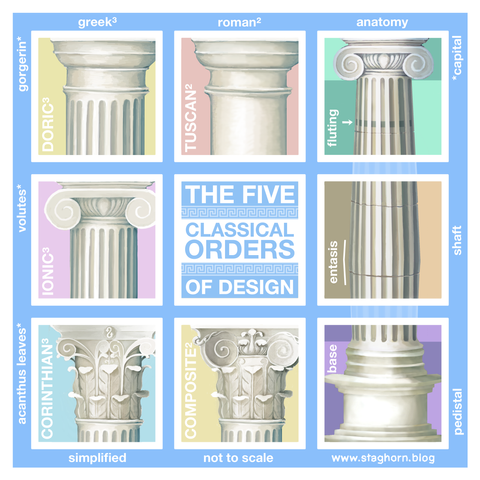 greek³
roman²
anatomy
gorgerin*
DORIC³
TUSCAN²
fluting
*capital
volutes*
IONIC³
THE FIVE
CLASSICAL
ORDERS
OF DESIGN
entasis
shaft
acanthus leaves*
CORINTHIAN³
COMPOSITE²
base
pedistal
simplified
not to scale
www.staghorn.blog